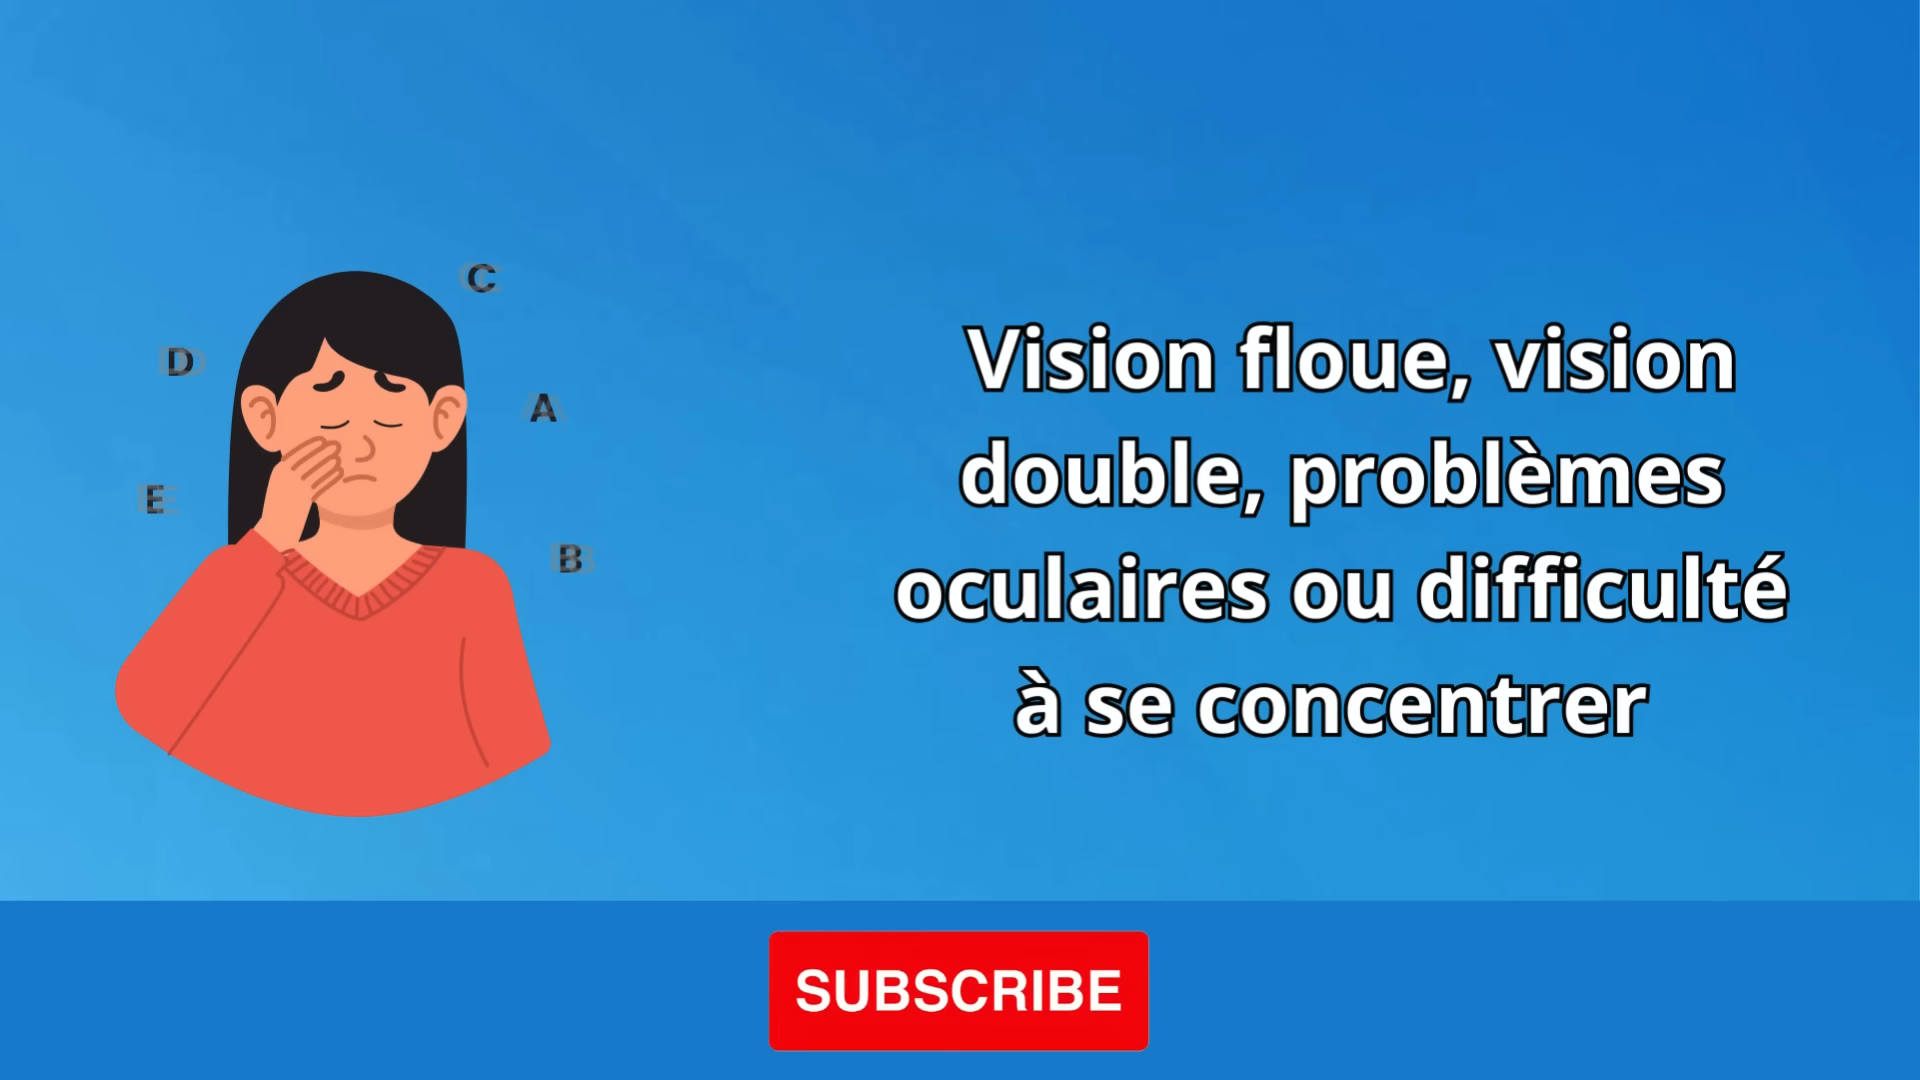 C
D
A
E
B
Vision floue, vision
double, problèmes
oculaires ou difficulté
à se concentrer
SUBSCRIBE